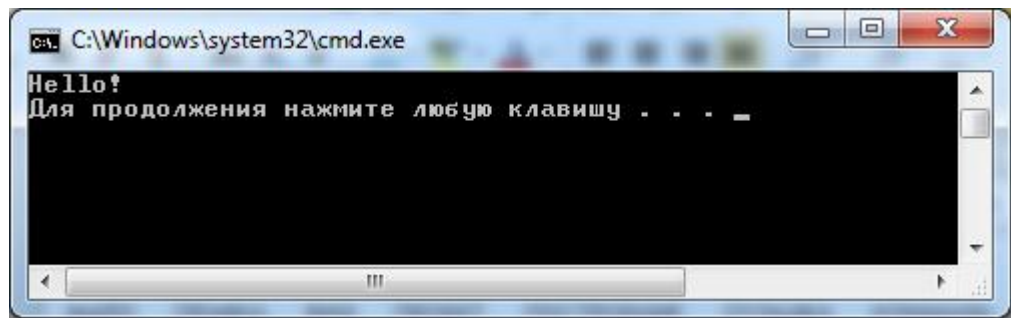 C:\Windows\system32\cmd.exe
Hello!
Для продолжения нажмите любую клавишу . . . _